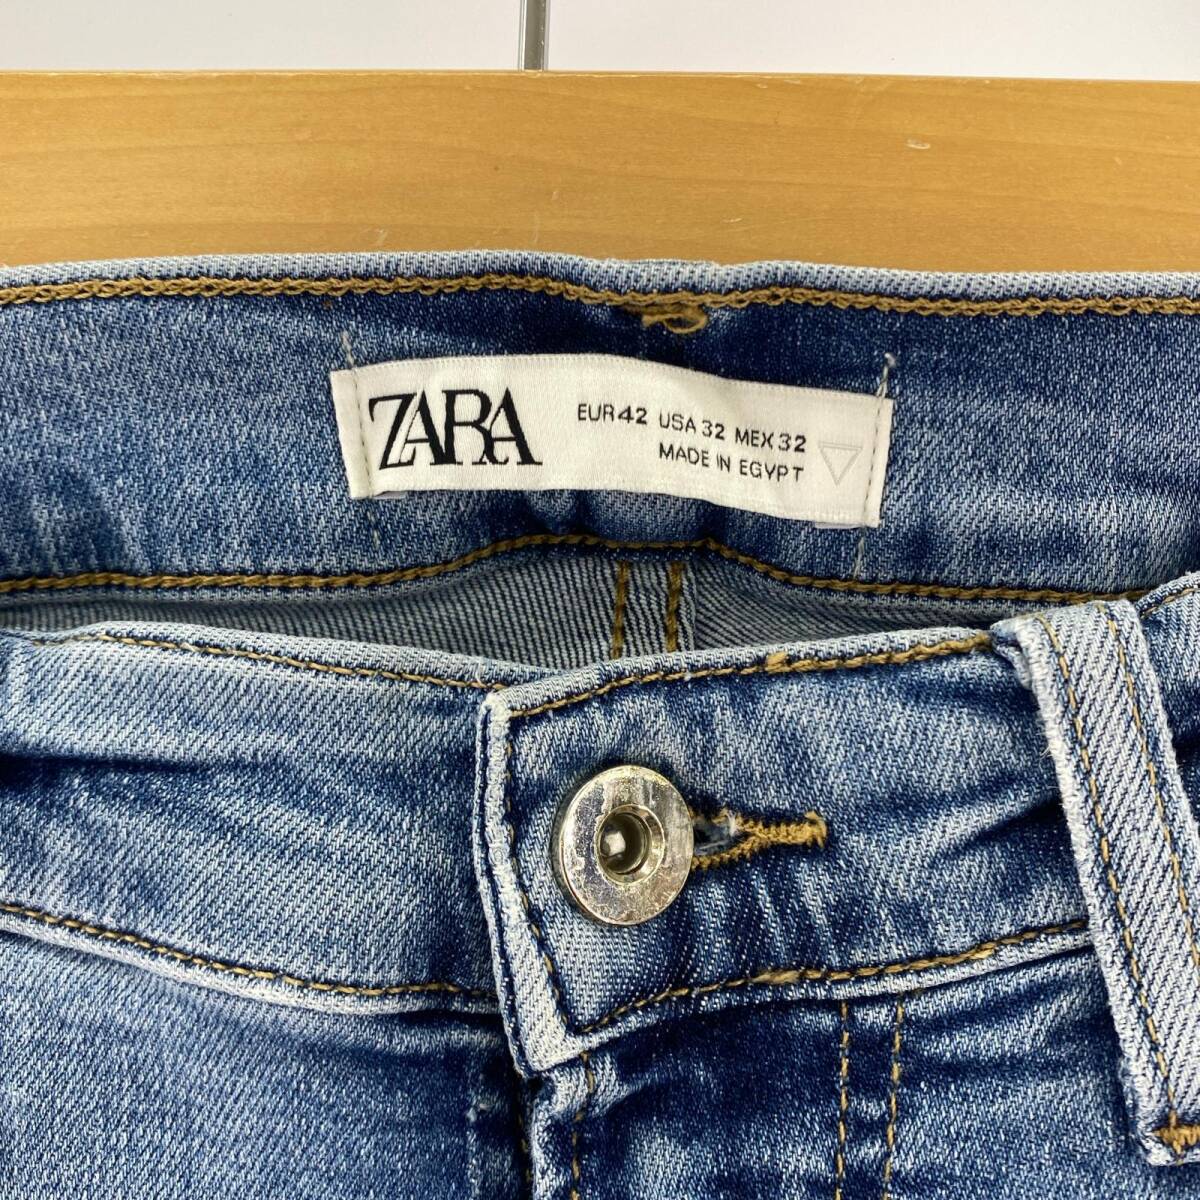 ZARA
EUR 42 USA 32 MEX 32
MADE IN EGYPT